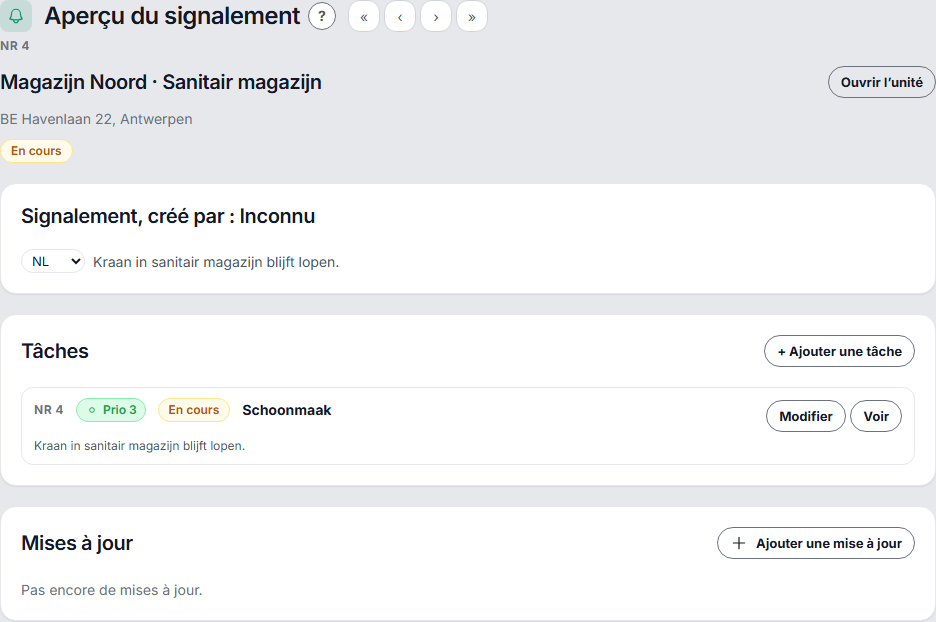 Aperçu du signalement ? « ‹ › »
NR 4
Magazijn Noord · Sanitair magazijn
Ouvrir l’unité
BE Havenlaan 22, Antwerpen
En cours
Signalement, créé par : Inconnu
NL Kraan in sanitair magazijn blijft lopen.
Tâches
+ Ajouter une tâche
NR 4 Prio 3 En cours Schoonmaak
Modifier Voir
Kraan in sanitair magazijn blijft lopen.
Mises à jour
+ Ajouter une mise à jour
Pas encore de mises à jour.